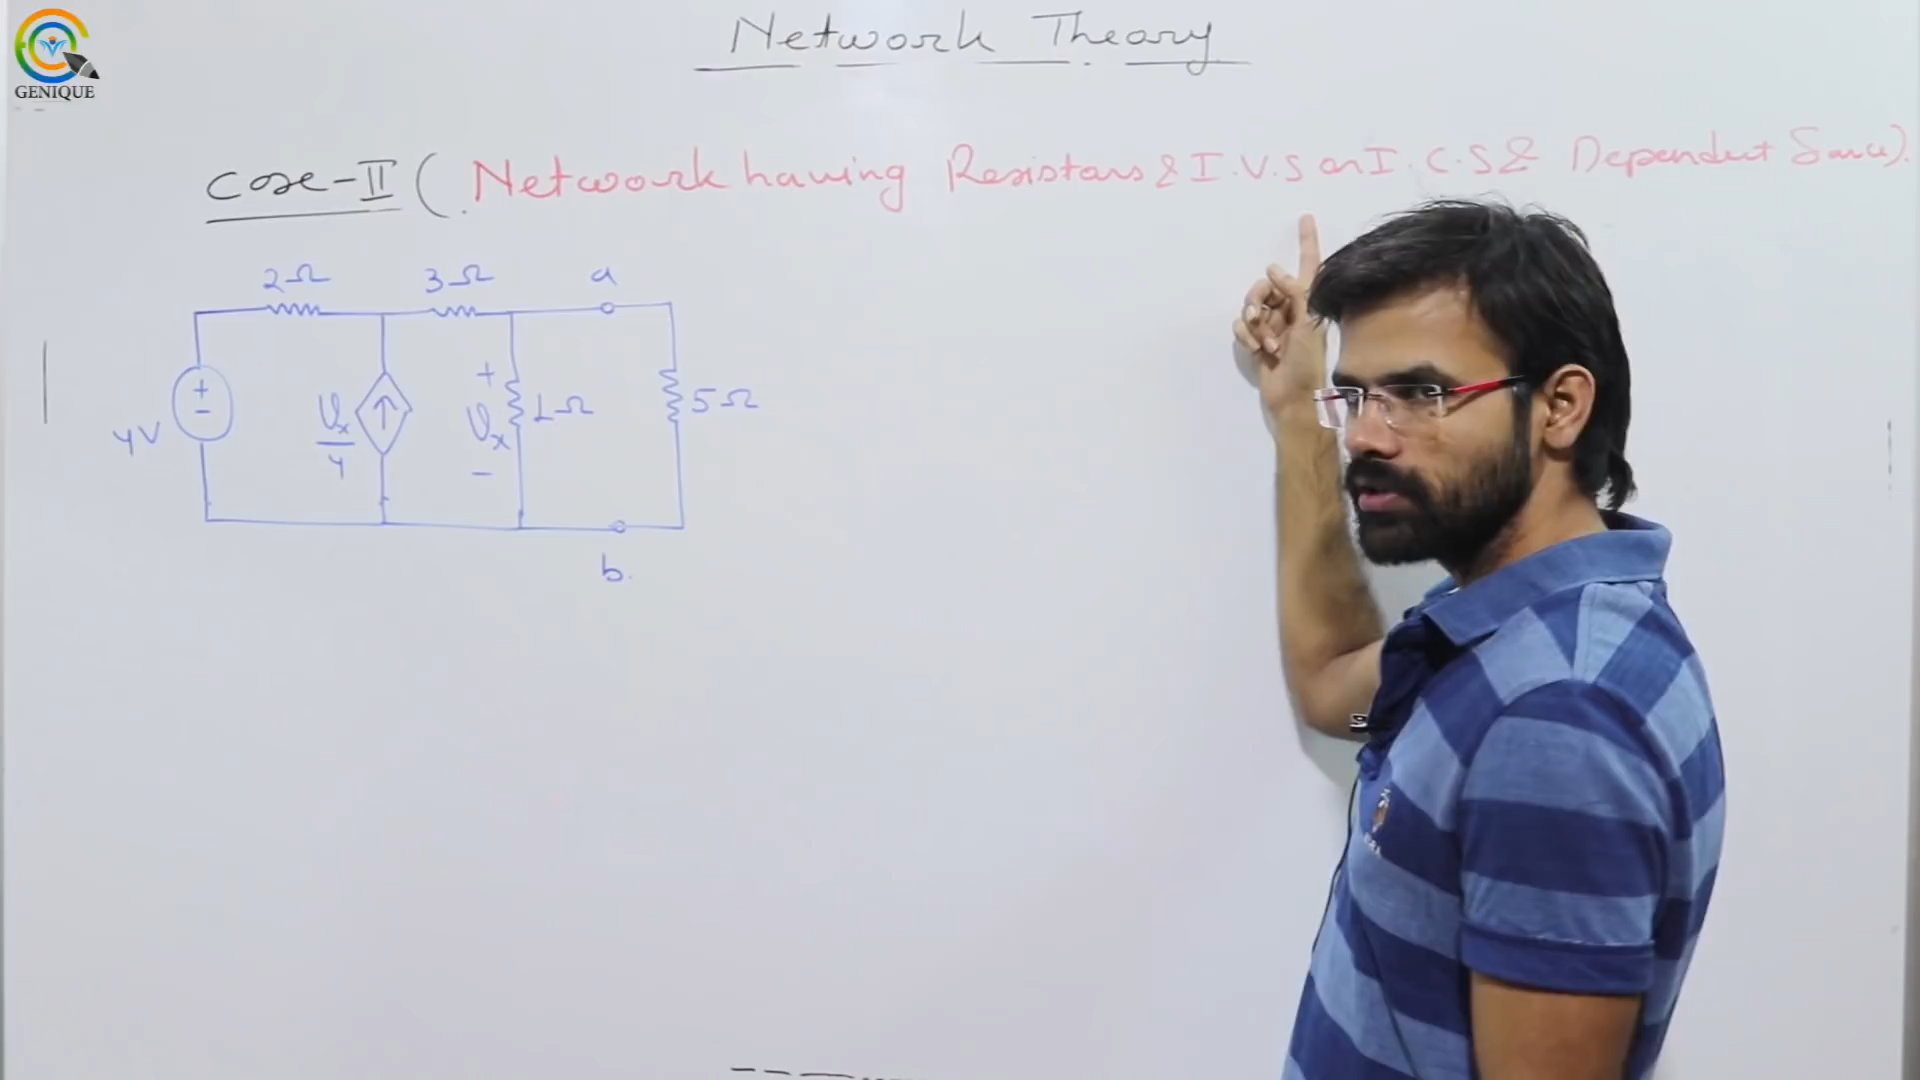 GENIQUE
Network Theory
Case-II (Network having Resistors & I.V.S or I.C.S & Dependent Source).
2Ω
3Ω
a
+
-
4V
Vx/4
+
Vx
-
1Ω
5Ω
b.